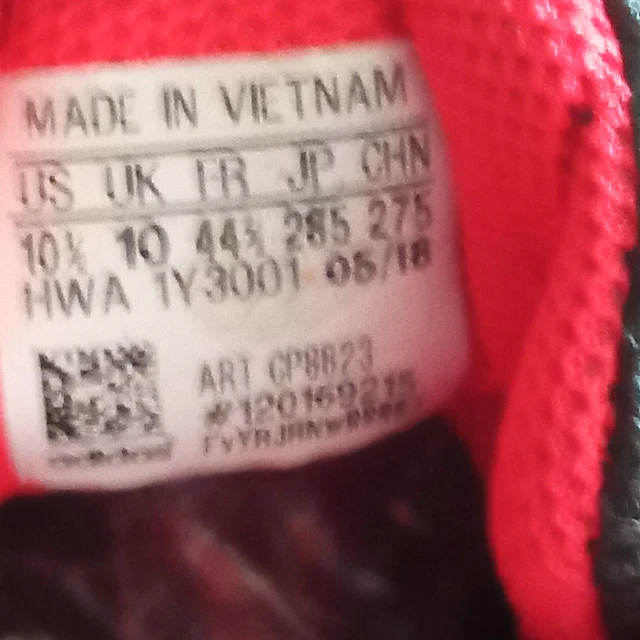 MADE IN VIETNAM
US UK FR JP CHN
10½ 10 44⅔ 285 275
HWA 1Y3001 05/18
ART CP8823
#120169215